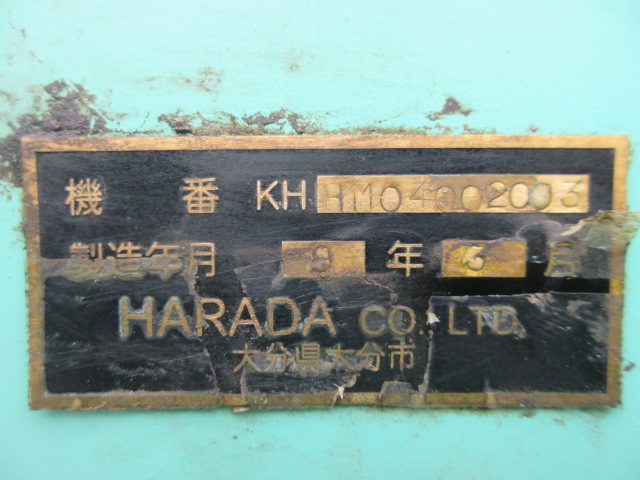 機番 KH HM04002003
製造年月 9年 3月
HARADA CO., LTD.
大分県大分市